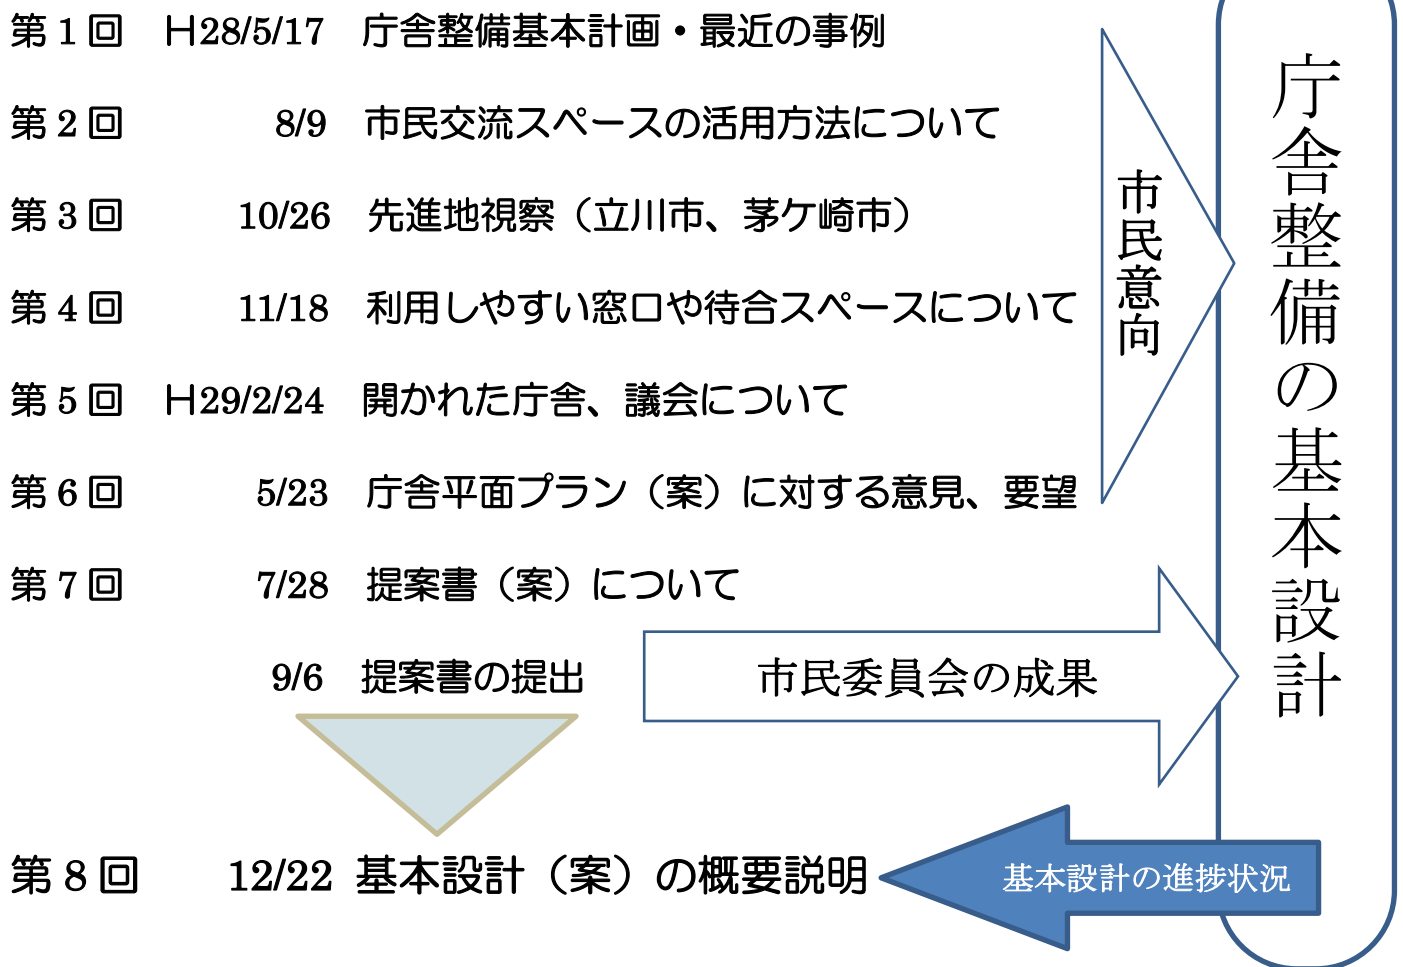 第１回　H28/5/17　庁舎整備基本計画・最近の事例
第２回　8/9　市民交流スペースの活用方法について
第３回　10/26　先進地視察（立川市、茅ケ崎市）
第４回　11/18　利用しやすい窓口や待合スペースについて
第５回　H29/2/24　開かれた庁舎、議会について
第６回　5/23　庁舎平面プラン（案）に対する意見、要望
第７回　7/28　提案書（案）について
9/6　提案書の提出
第８回　12/22　基本設計（案）の概要説明
市民意向
市民委員会の成果
基本設計の進捗状況
庁舎整備の基本設計